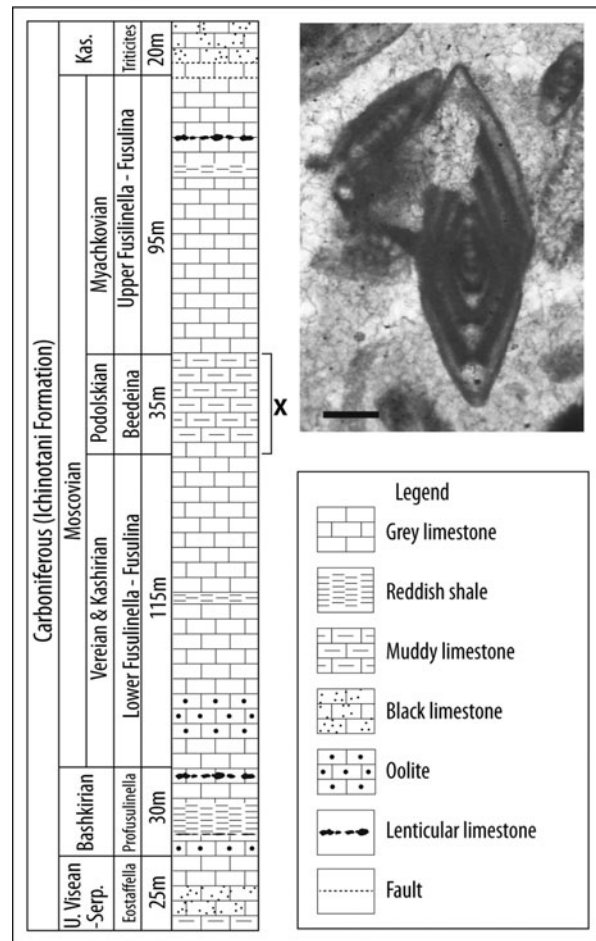 Carboniferous (Ichinotani Formation)
Kas.
Triticites
20m
Moscovian
Myachkovian
Upper Fusilinella - Fusulina
95m
Podolskian
Beedeina
35m
X
Vereian & Kashirian
Lower Fusulinella - Fusulina
115m
Bashkirian
Profusulinella
30m
U. Visean
-Serp.
Eostaffella
25m
Legend
Grey limestone
Reddish shale
Muddy limestone
Black limestone
Oolite
Lenticular limestone
Fault